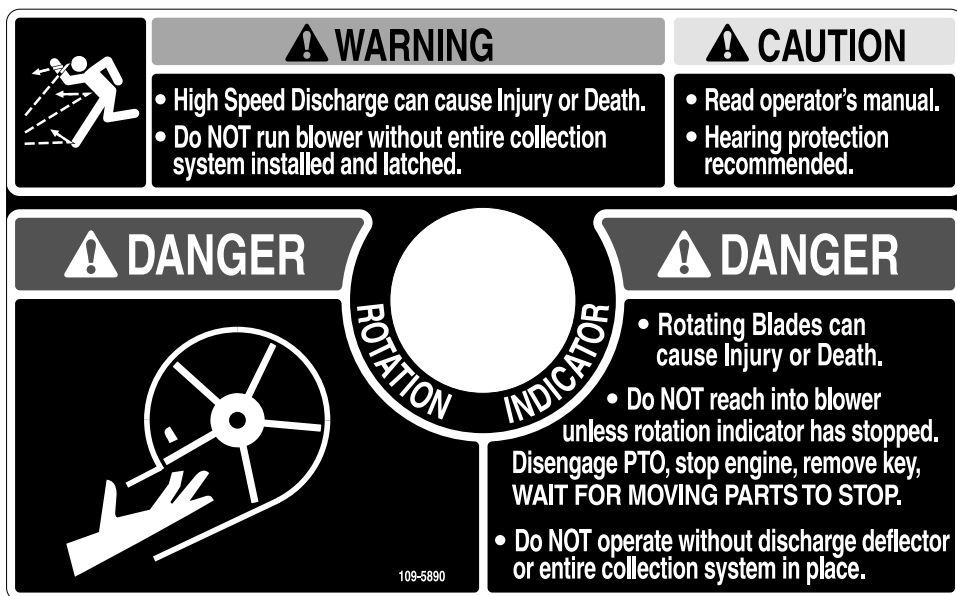 WARNING
• High Speed Discharge can cause Injury or Death.
• Do NOT run blower without entire collection
system installed and latched.
CAUTION
• Read operator's manual.
• Hearing protection
recommended.
DANGER
109-5890
ROTATION INDICATOR
DANGER
• Rotating Blades can
cause Injury or Death.
• Do NOT reach into blower
unless rotation indicator has stopped.
Disengage PTO, stop engine, remove key,
WAIT FOR MOVING PARTS TO STOP.
• Do NOT operate without discharge deflector
or entire collection system in place.